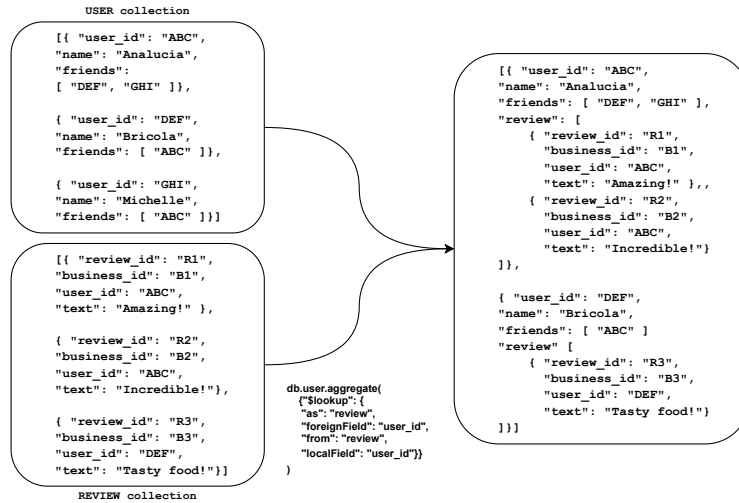 USER collection
[{ "user_id": "ABC",
"name": "Analucia",
"friends":
[ "DEF", "GHI" ]},
{ "user_id": "DEF",
"name": "Bricola",
"friends": [ "ABC" ]},
{ "user_id": "GHI",
"name": "Michelle",
"friends": [ "ABC" ]}]
[{ "review_id": "R1",
"business_id": "B1",
"user_id": "ABC",
"text": "Amazing!" },
{ "review_id": "R2",
"business_id": "B2",
"user_id": "ABC",
"text": "Incredible!"},
{ "review_id": "R3",
"business_id": "B3",
"user_id": "DEF",
"text": "Tasty food!"}]
REVIEW collection
db.user.aggregate(
{"$lookup": {
"as": "review",
"foreignField": "user_id",
"from": "review",
"localField": "user_id"}}
)
[{ "user_id": "ABC",
"name": "Analucia",
"friends": [ "DEF", "GHI" ],
"review": [
{ "review_id": "R1",
"business_id": "B1",
"user_id": "ABC",
"text": "Amazing!" },,
{ "review_id": "R2",
"business_id": "B2",
"user_id": "ABC",
"text": "Incredible!"}
]},
{ "user_id": "DEF",
"name": "Bricola",
"friends": [ "ABC" ]
"review" [
{ "review_id": "R3",
"business_id": "B3",
"user_id": "DEF",
"text": "Tasty food!"}
]}]